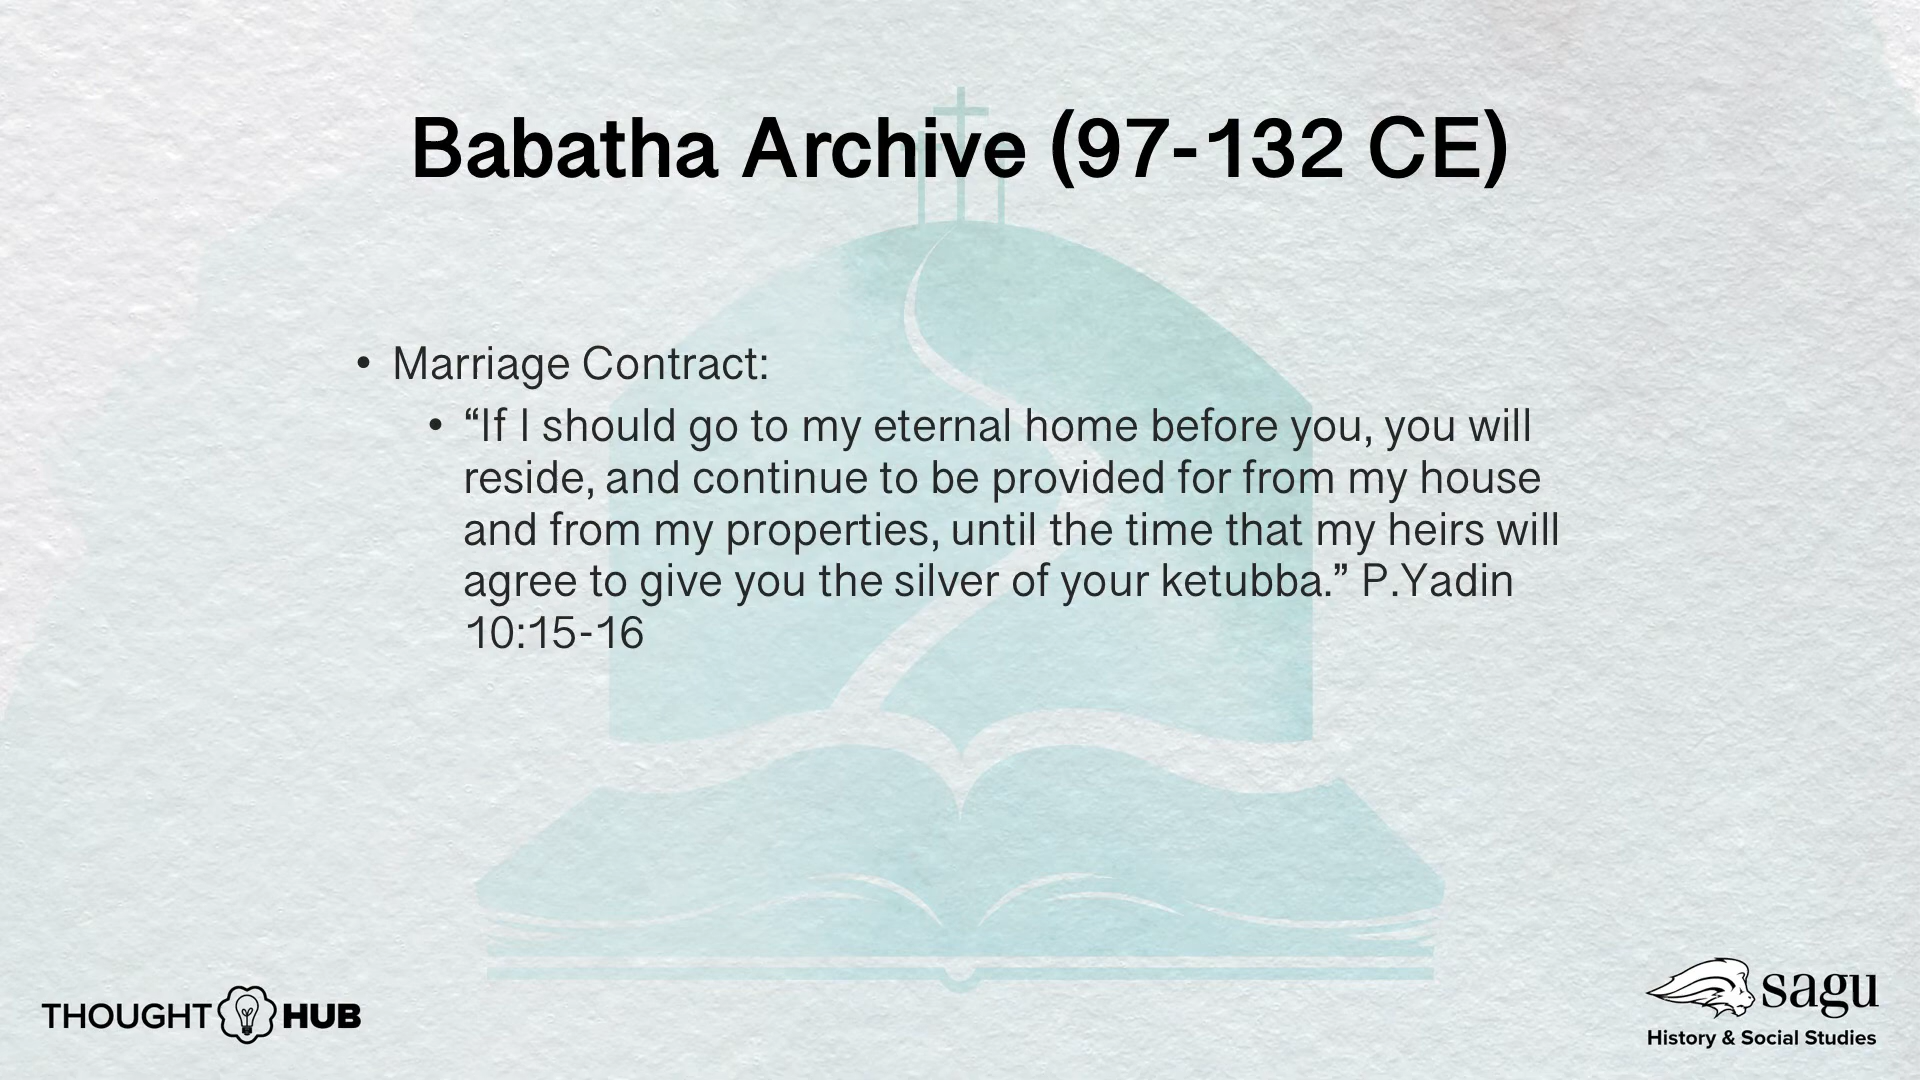 Babatha Archive (97-132 CE)
• Marriage Contract:
• “If I should go to my eternal home before you, you will
reside, and continue to be provided for from my house
and from my properties, until the time that my heirs will
agree to give you the silver of your ketubba.” P.Yadin
10:15-16
THOUGHT HUB
sagu
History & Social Studies